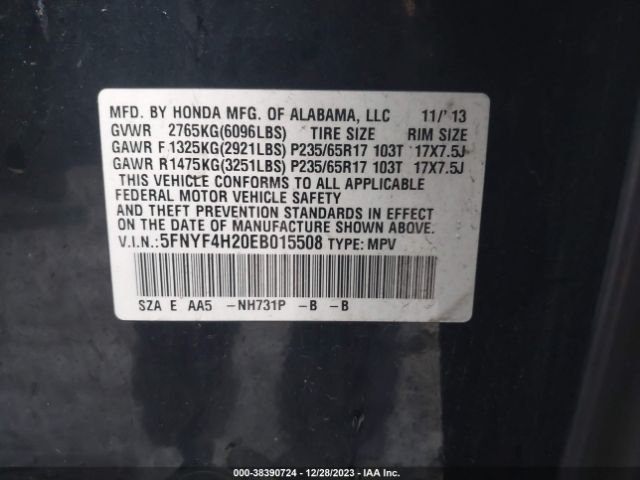 MFD. BY HONDA MFG. OF ALABAMA, LLC 11/'13
GVWR 2765KG(6096LBS) TIRE SIZE RIM SIZE
GAWR F 1325KG(2921LBS) P235/65R17 103T 17X7.5J
GAWR R 1475KG(3251LBS) P235/65R17 103T 17X7.5J
THIS VEHICLE CONFORMS TO ALL APPLICABLE
FEDERAL MOTOR VEHICLE SAFETY
AND THEFT PREVENTION STANDARDS IN EFFECT
ON THE DATE OF MANUFACTURE SHOWN ABOVE.
V.I.N.: 5FNYF4H20EB015508 TYPE: MPV
SZA E AA5 -NH731P -B -B
000-38390724 - 12/28/2023 - IAA Inc.